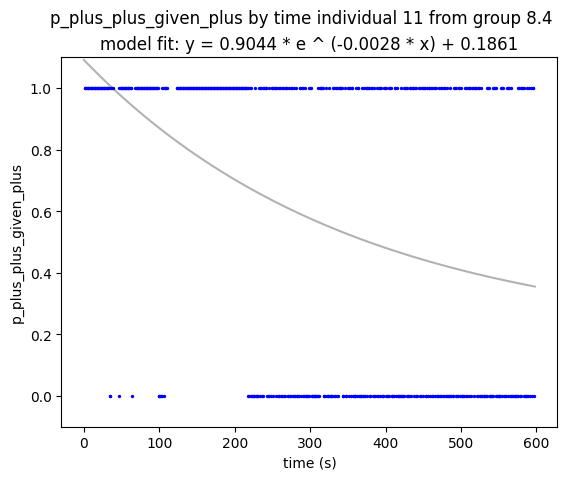 p_plus_plus_given_plus by time individual 11 from group 8.4
model fit: y = 0.9044 * e ^ (-0.0028 * x) + 0.1861
1.0
0.8
0.6
0.4
0.2
0.0
p_plus_plus_given_plus
0 100 200 300 400 500 600
time (s)